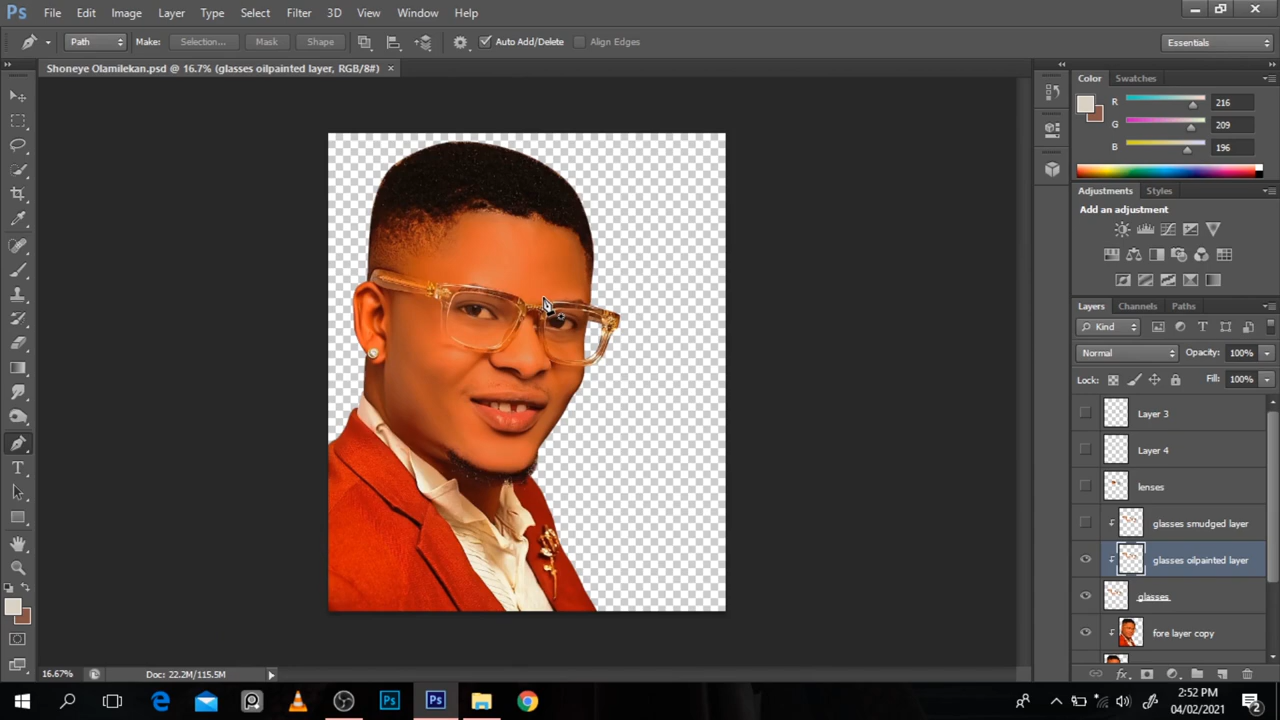 Ps File Edit Image Layer Type Select Filter 3D View Window Help
Path Make: Selection... Mask Shape Auto Add/Delete Align Edges Essentials
Shoneye Olamilekan.psd @ 16.7% (glasses oilpainted layer, RGB/8#) ×
Color Swatches
R 216
G 209
B 196
Adjustments Styles
Add an adjustment
Layers Channels Paths
Kind
Normal Opacity: 100%
Lock: Fill: 100%
Layer 3
Layer 4
lenses
glasses smudged layer
glasses oilpainted layer
glasses
fore layer copy
16.67% Doc: 22.2M/115.5M
Ps Ps
2:52 PM
04/02/2021
2